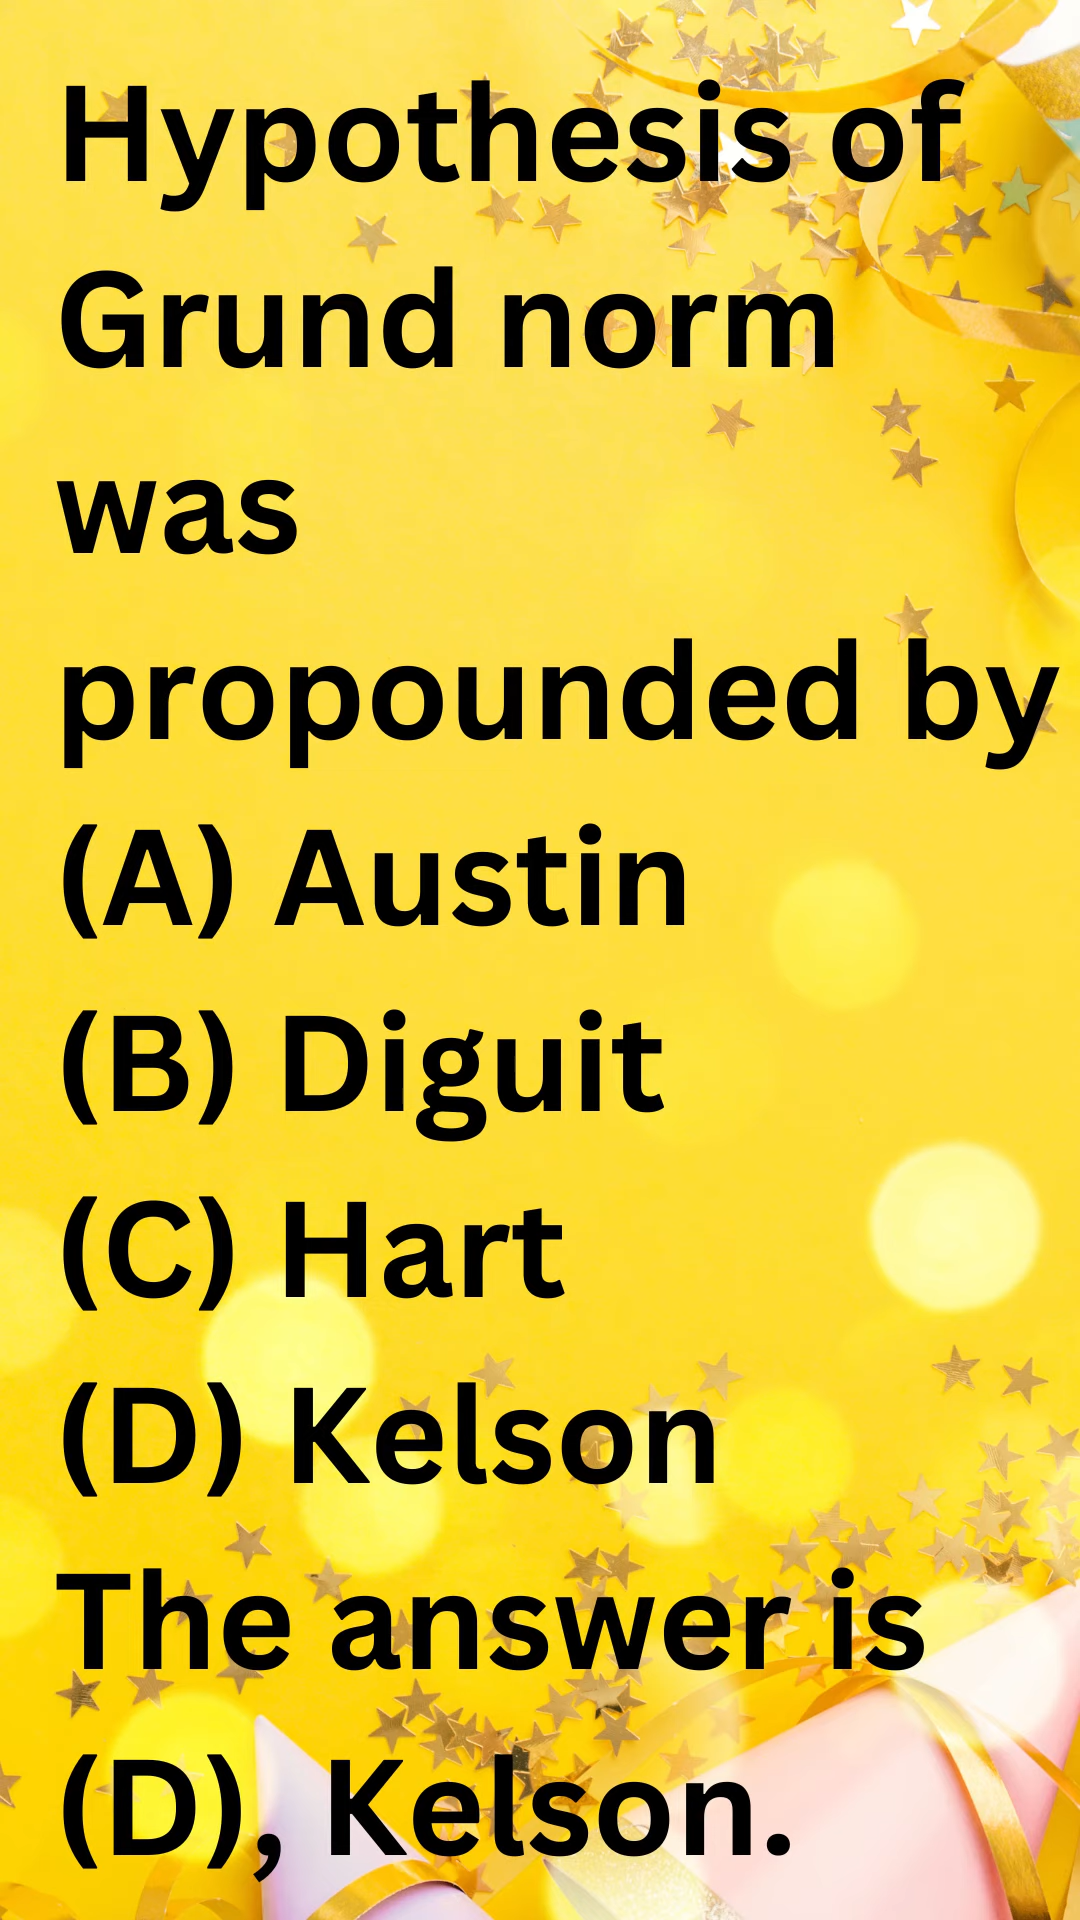 Hypothesis of
Grund norm
was
propounded by
(A) Austin
(B) Diguit
(C) Hart
(D) Kelson
The answer is
(D), Kelson.